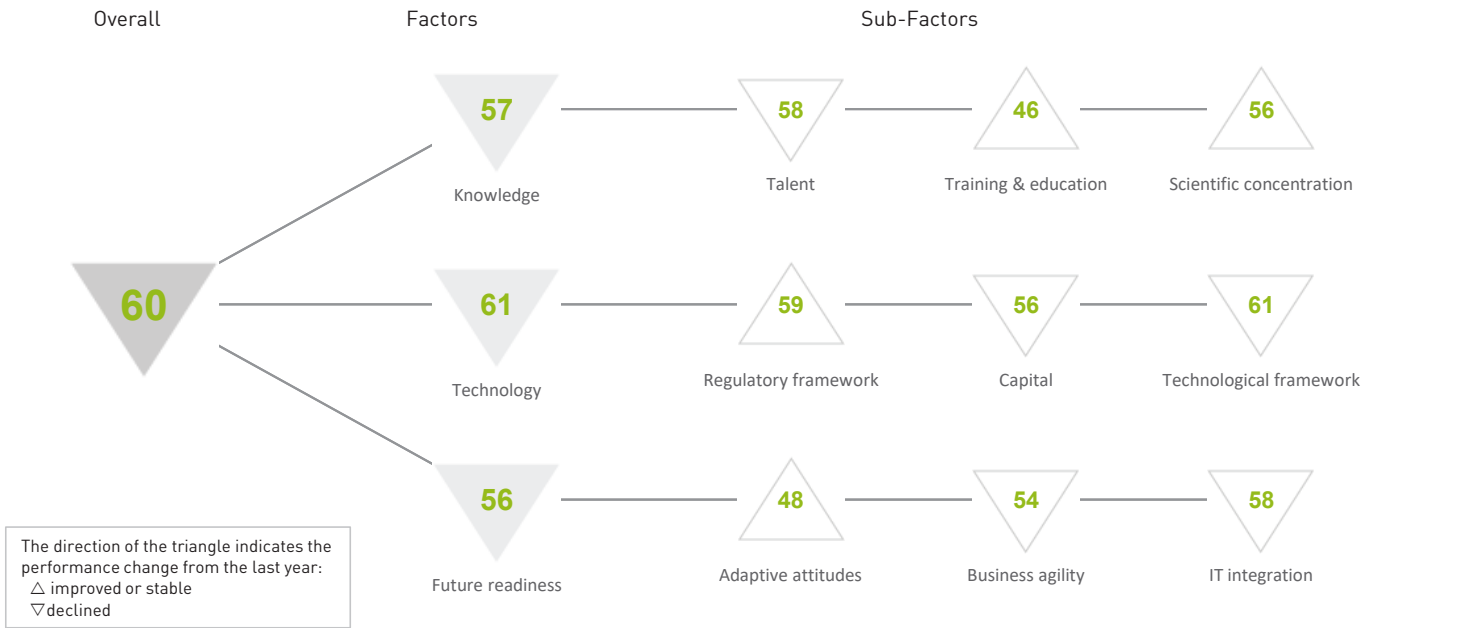 Overall Factors Sub-Factors
57 58 46 56
Knowledge Talent Training & education Scientific concentration
60 61 59 56 61
Technology Regulatory framework Capital Technological framework
56 48 54 58
Future readiness Adaptive attitudes Business agility IT integration
The direction of the triangle indicates the
performance change from the last year:
△ improved or stable
▽declined